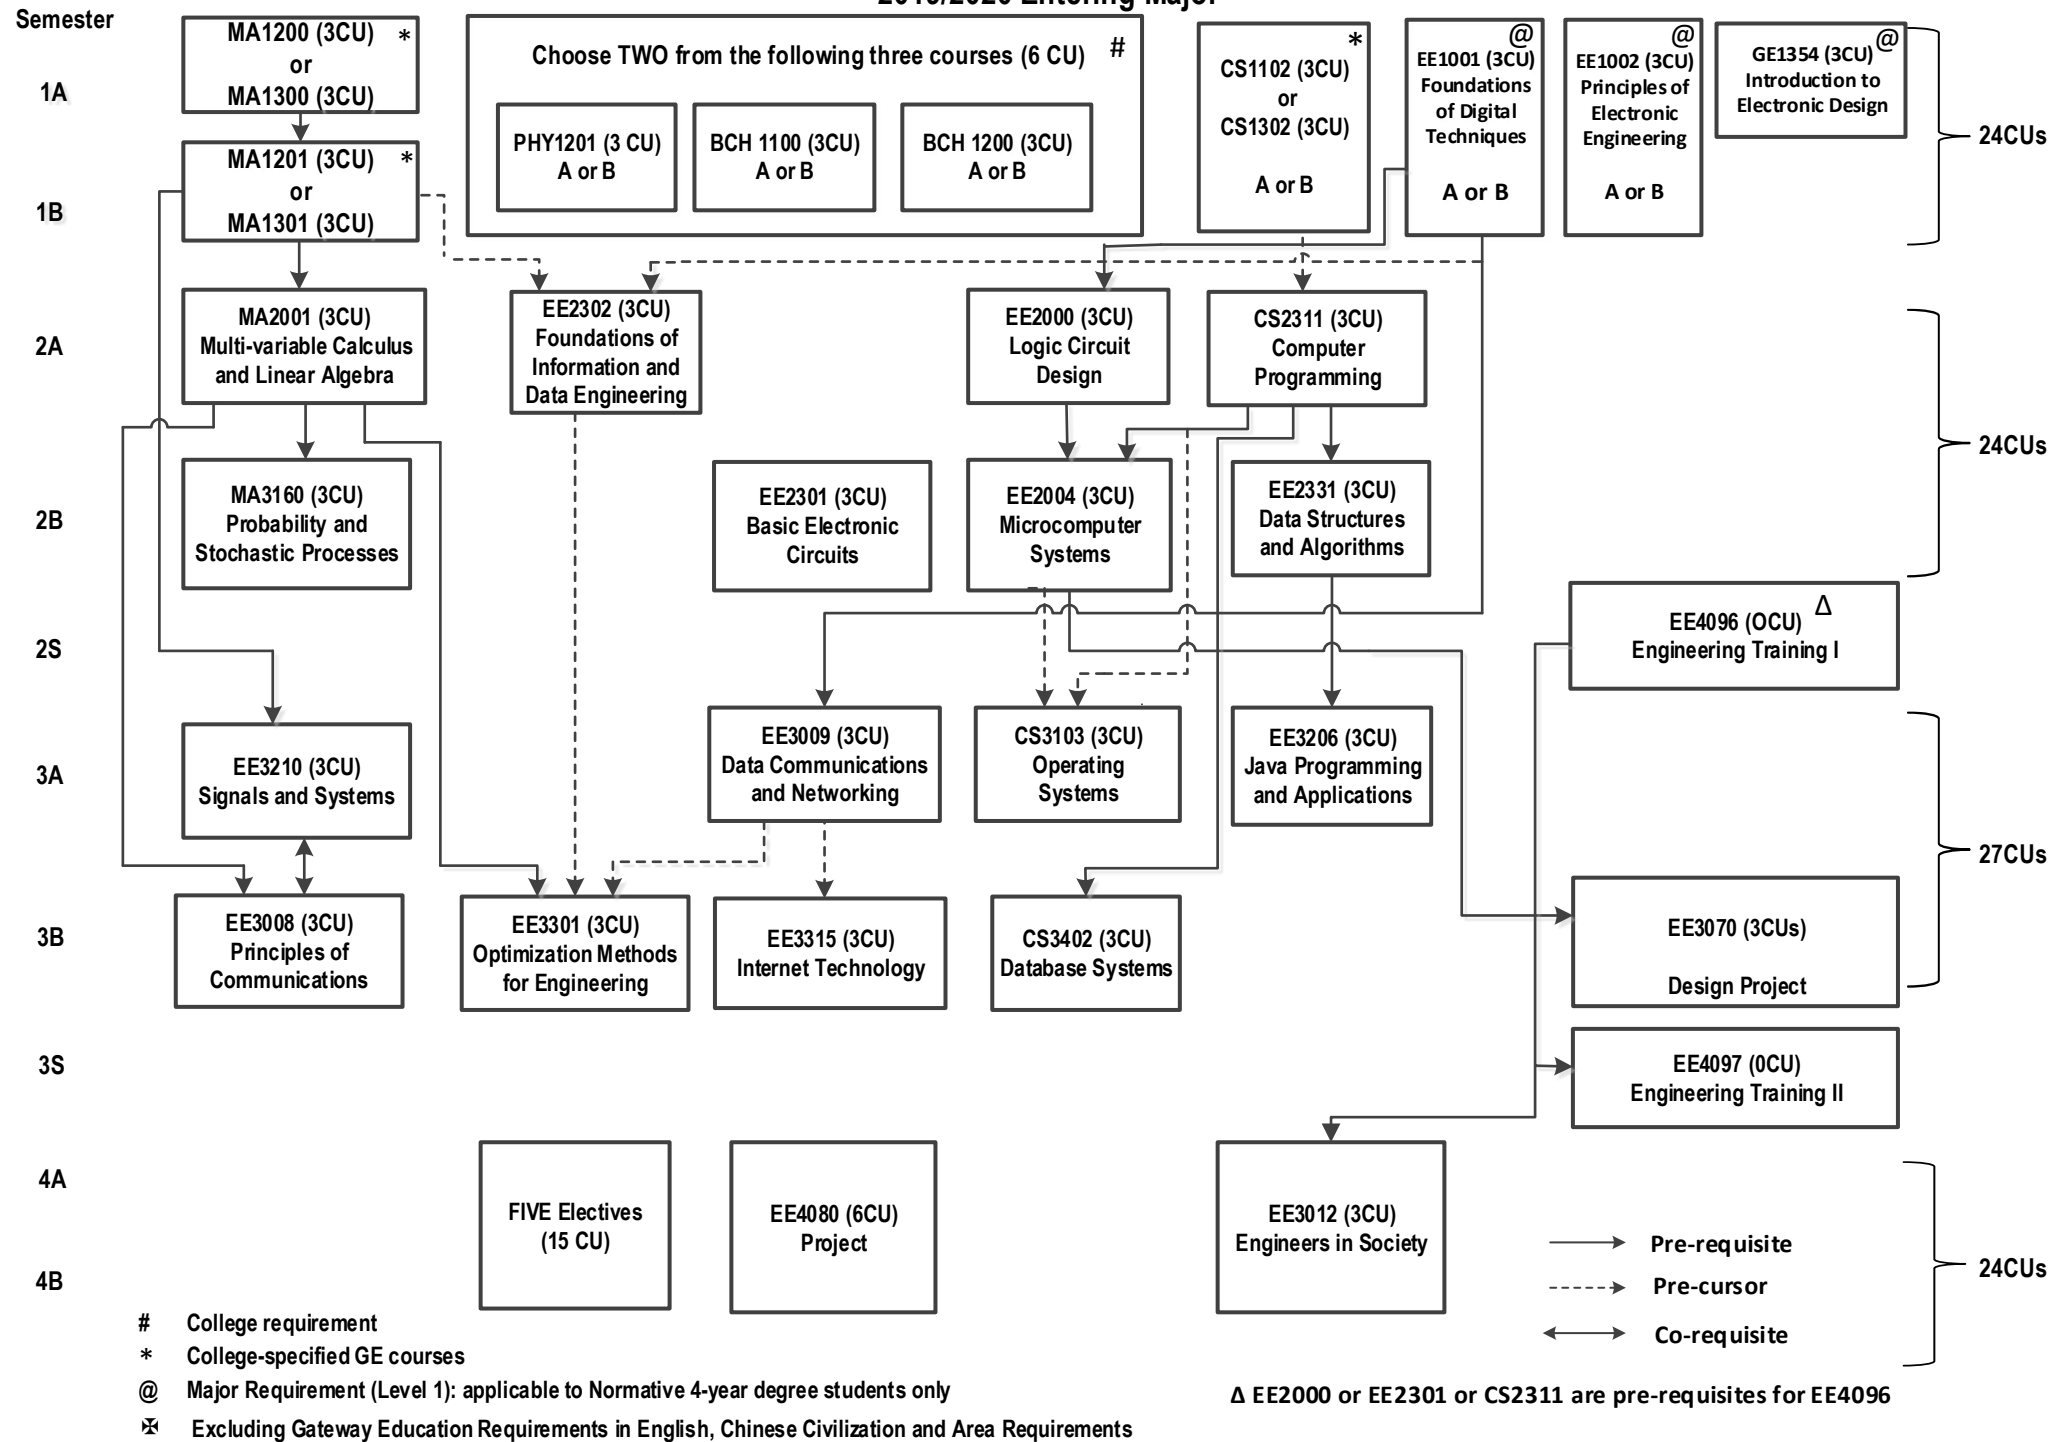 2019/2020 Entering Major
Semester
1A
1B
2A
2B
2S
3A
3B
3S
4A
4B
MA1200 (3CU) *
or
MA1300 (3CU)
MA1201 (3CU) *
or
MA1301 (3CU)
Choose TWO from the following three courses (6 CU) #
PHY1201 (3 CU)
A or B
BCH 1100 (3CU)
A or B
BCH 1200 (3CU)
A or B
*
CS1102 (3CU)
or
CS1302 (3CU)
A or B
@
EE1001 (3CU)
Foundations
of Digital
Techniques
A or B
@
EE1002 (3CU)
Principles of
Electronic
Engineering
A or B
@
GE1354 (3CU)
Introduction to
Electronic Design
24CUs
MA2001 (3CU)
Multi-variable Calculus
and Linear Algebra
EE2302 (3CU)
Foundations of
Information and
Data Engineering
EE2000 (3CU)
Logic Circuit
Design
CS2311 (3CU)
Computer
Programming
24CUs
MA3160 (3CU)
Probability and
Stochastic Processes
EE2301 (3CU)
Basic Electronic
Circuits
EE2004 (3CU)
Microcomputer
Systems
EE2331 (3CU)
Data Structures
and Algorithms
EE4096 (OCU) Δ
Engineering Training I
EE3210 (3CU)
Signals and Systems
EE3009 (3CU)
Data Communications
and Networking
CS3103 (3CU)
Operating
Systems
EE3206 (3CU)
Java Programming
and Applications
27CUs
EE3008 (3CU)
Principles of
Communications
EE3301 (3CU)
Optimization Methods
for Engineering
EE3315 (3CU)
Internet Technology
CS3402 (3CU)
Database Systems
EE3070 (3CUs)
Design Project
EE4097 (0CU)
Engineering Training II
FIVE Electives
(15 CU)
EE4080 (6CU)
Project
EE3012 (3CU)
Engineers in Society
24CUs
Pre-requisite
Pre-cursor
Co-requisite
# College requirement
* College-specified GE courses
@ Major Requirement (Level 1): applicable to Normative 4-year degree students only
✠ Excluding Gateway Education Requirements in English, Chinese Civilization and Area Requirements
Δ EE2000 or EE2301 or CS2311 are pre-requisites for EE4096